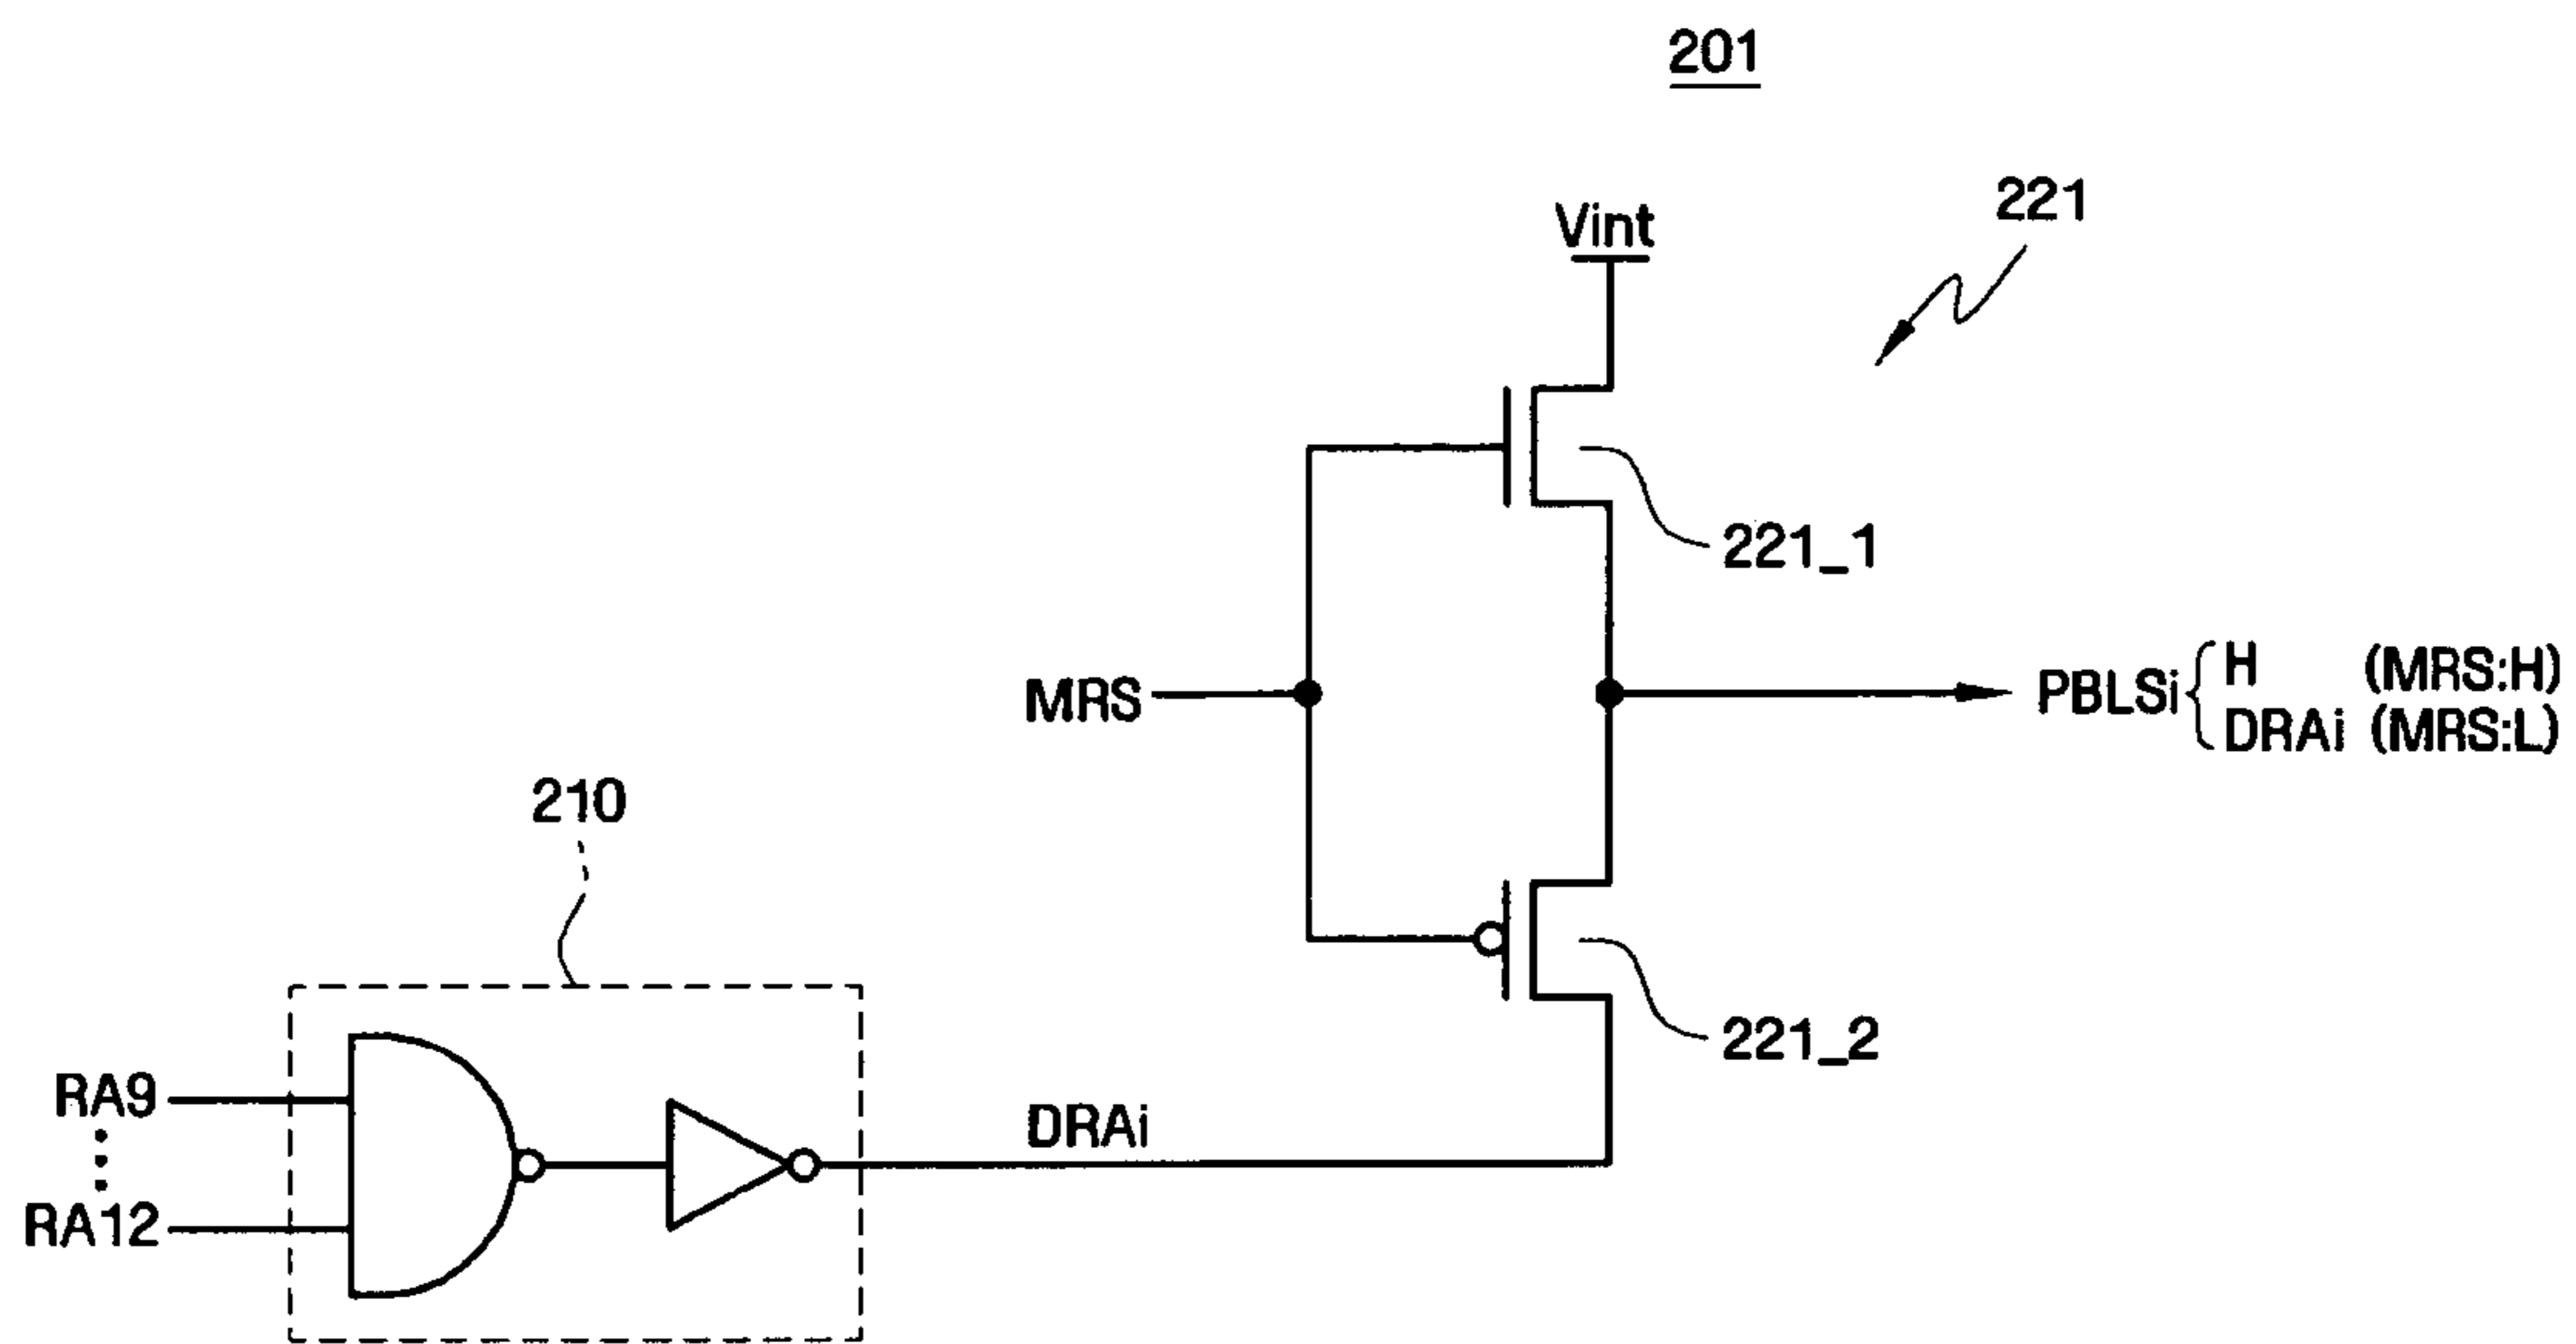 201
221
Vint
221_1
MRS
PBLSi { H (MRS:H)
DRAi (MRS:L)
210
221_2
RA9
DRAi
RA12